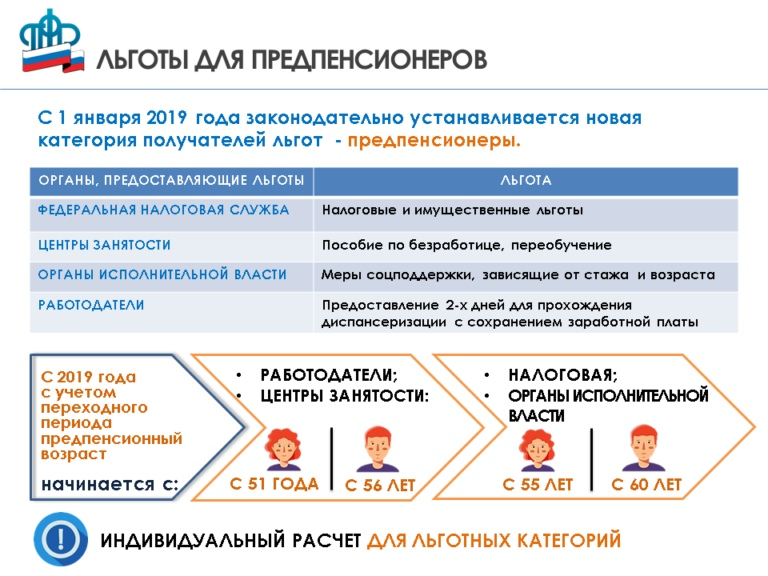 ЛЬГОТЫ ДЛЯ ПРЕДПЕНСИОНЕРОВ
С 1 января 2019 года законодательно устанавливается новая
категория получателей льгот - предпенсионеры.
ОРГАНЫ, ПРЕДОСТАВЛЯЮЩИЕ ЛЬГОТЫ ЛЬГОТА
ФЕДЕРАЛЬНАЯ НАЛОГОВАЯ СЛУЖБА Налоговые и имущественные льготы
ЦЕНТРЫ ЗАНЯТОСТИ Пособие по безработице, переобучение
ОРГАНЫ ИСПОЛНИТЕЛЬНОЙ ВЛАСТИ Меры соцподдержки, зависящие от стажа и возраста
РАБОТОДАТЕЛИ Предоставление 2-х дней для прохождения
диспансеризации с сохранением заработной платы
С 2019 года
с учетом
переходного
периода
предпенсионный
возраст
начинается с:
• РАБОТОДАТЕЛИ;
• ЦЕНТРЫ ЗАНЯТОСТИ:
С 51 ГОДА С 56 ЛЕТ
• НАЛОГОВАЯ;
• ОРГАНЫ ИСПОЛНИТЕЛЬНОЙ
ВЛАСТИ
С 55 ЛЕТ С 60 ЛЕТ
ИНДИВИДУАЛЬНЫЙ РАСЧЕТ ДЛЯ ЛЬГОТНЫХ КАТЕГОРИЙ